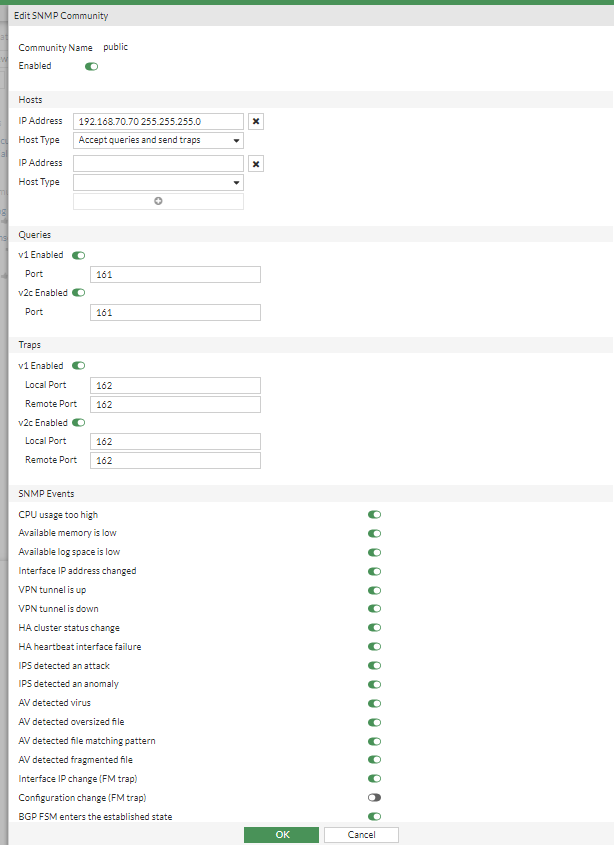 Edit SNMP Community
Community Name public
Enabled
Hosts
IP Address 192.168.70.70 255.255.255.0
Host Type Accept queries and send traps
IP Address
Host Type
Queries
v1 Enabled
Port 161
v2c Enabled
Port 161
Traps
v1 Enabled
Local Port 162
Remote Port 162
v2c Enabled
Local Port 162
Remote Port 162
SNMP Events
CPU usage too high
Available memory is low
Available log space is low
Interface IP address changed
VPN tunnel is up
VPN tunnel is down
HA cluster status change
HA heartbeat interface failure
IPS detected an attack
IPS detected an anomaly
AV detected virus
AV detected oversized file
AV detected file matching pattern
AV detected fragmented file
Interface IP change (FM trap)
Configuration change (FM trap)
BGP FSM enters the established state
OK Cancel